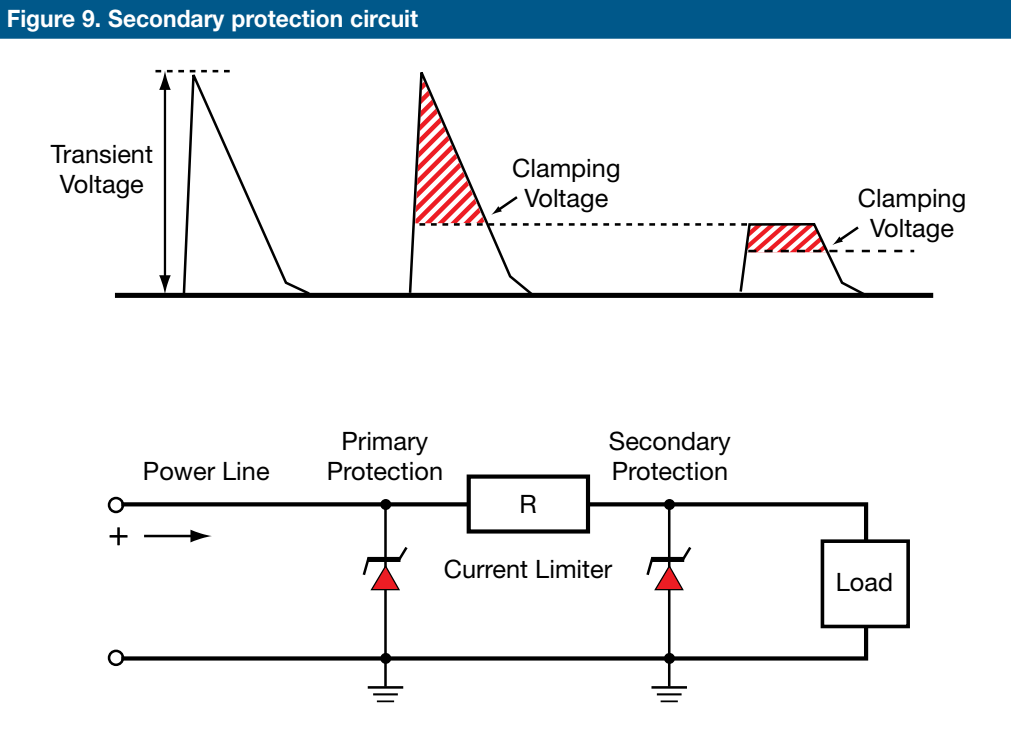 Figure 9. Secondary protection circuit
Transient
Voltage
Clamping
Voltage
Clamping
Voltage
Power Line
Primary
Protection
R
Secondary
Protection
+
Current Limiter
Load